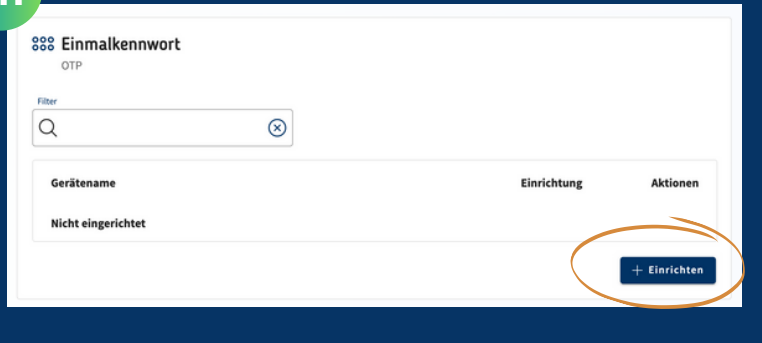 Einmalkennwort
OTP
Filter
Gerätename Einrichtung Aktionen
Nicht eingerichtet
+ Einrichten